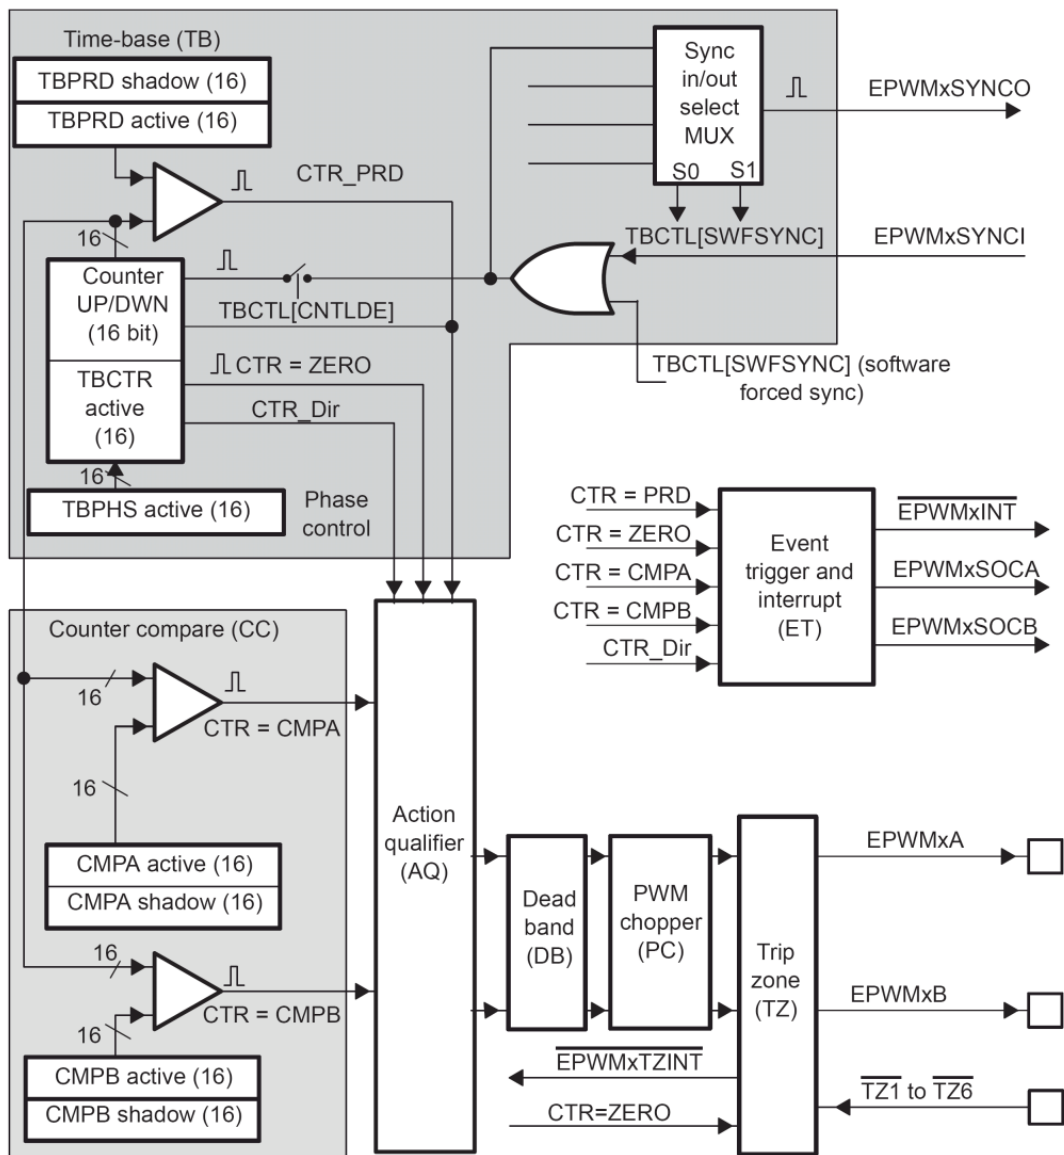 Time-base (TB)
TBPRD shadow (16)
TBPRD active (16)
CTR_PRD
16
Counter
UP/DWN
(16 bit)
TBCTR
active
(16)
TBCTL[CNTLDE]
CTR = ZERO
CTR_Dir
16
TBPHS active (16)
Phase
control
Sync
in/out
select
MUX
S0 S1
EPWMxSYNCO
TBCTL[SWFSYNC]
EPWMxSYNCI
TBCTL[SWFSYNC] (software
forced sync)
CTR = PRD
CTR = ZERO
CTR = CMPA
CTR = CMPB
CTR_Dir
Event
trigger and
interrupt
(ET)
EPWMxINT
EPWMxSOCA
EPWMxSOCB
Counter compare (CC)
16
CTR = CMPA
16
CMPA active (16)
CMPA shadow (16)
16
CTR = CMPB
16
CMPB active (16)
CMPB shadow (16)
Action
qualifier
(AQ)
Dead
band
(DB)
PWM
chopper
(PC)
Trip
zone
(TZ)
EPWMxA
EPWMxB
EPWMxTZINT
TZ1 to TZ6
CTR=ZERO